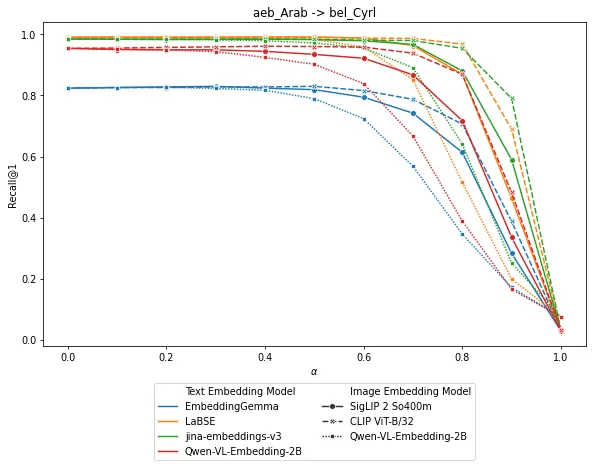 aeb_Arab -> bel_Cyrl
Recall@1
1.0
0.8
0.6
0.4
0.2
0.0
0.0 0.2 0.4 0.6 0.8 1.0
α
Text Embedding Model
EmbeddingGemma
LaBSE
jina-embeddings-v3
Qwen-VL-Embedding-2B
Image Embedding Model
SigLIP 2 So400m
CLIP ViT-B/32
Qwen-VL-Embedding-2B